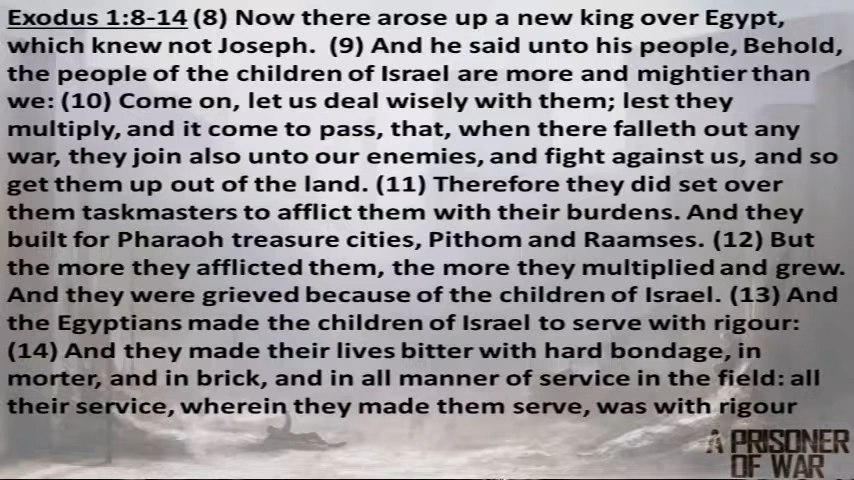 Exodus 1:8-14 (8) Now there arose up a new king over Egypt,
which knew not Joseph. (9) And he said unto his people, Behold,
the people of the children of Israel are more and mightier than
we: (10) Come on, let us deal wisely with them; lest they
multiply, and it come to pass, that, when there falleth out any
war, they join also unto our enemies, and fight against us, and so
get them up out of the land. (11) Therefore they did set over
them taskmasters to afflict them with their burdens. And they
built for Pharaoh treasure cities, Pithom and Raamses. (12) But
the more they afflicted them, the more they multiplied and grew.
And they were grieved because of the children of Israel. (13) And
the Egyptians made the children of Israel to serve with rigour:
(14) And they made their lives bitter with hard bondage, in
morter, and in brick, and in all manner of service in the field: all
their service, wherein they made them serve, was with rigour
A PRISONER
OF WAR